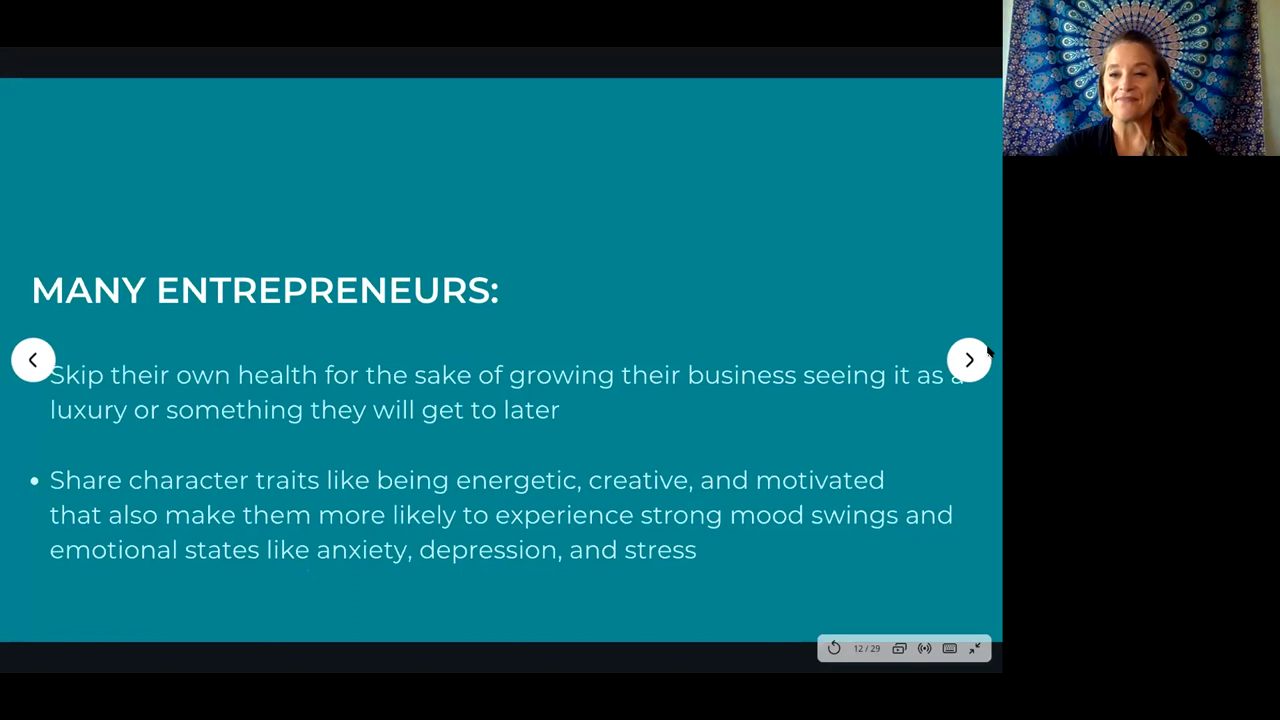 MANY ENTREPRENEURS:
Skip their own health for the sake of growing their business seeing it as a
luxury or something they will get to later
• Share character traits like being energetic, creative, and motivated
that also make them more likely to experience strong mood swings and
emotional states like anxiety, depression, and stress
12 / 29